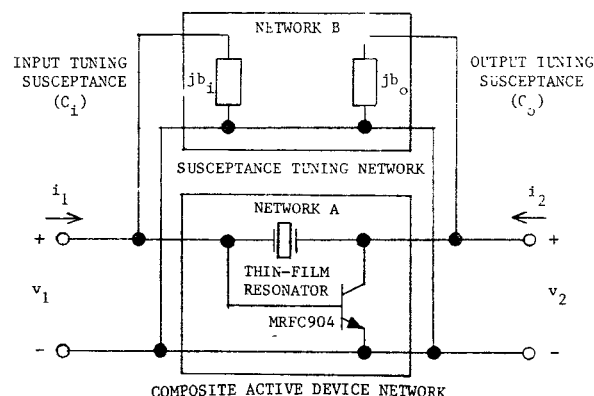 NETWORK B
INPUT TUNING
SUSCEPTANCE
(C_i)
jb_i
jb_o
OUTPUT TUNING
SUSCEPTANCE
(C_o)
SUSCEPTANCE TUNING NETWORK
i_1
i_2
NETWORK A
+
+
THIN-FILM
RESONATOR
v_1
v_2
MRFC904
-
-
COMPOSITE ACTIVE DEVICE NETWORK